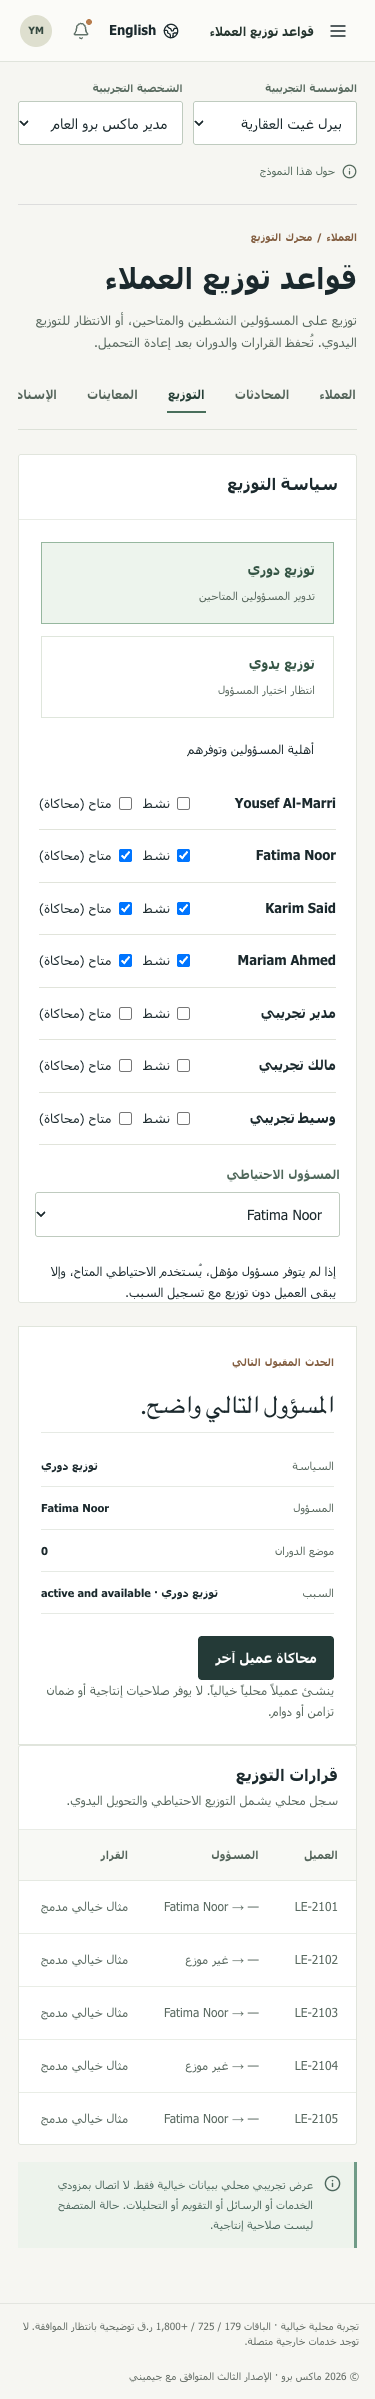 قواعد توزيع العملاء
English
YM
المؤسسة التجريبية
الشخصية التجريبية
بيرل غيت العقارية
مدير ماكس برو العام
حول هذا النموذج
العملاء / محرك التوزيع
قواعد توزيع العملاء
توزيع على المسؤولين النشطين والمتاحين، أو الانتظار للتوزيع
اليدوي. تُحفظ القرارات والدوران بعد إعادة التحميل.
العملاء
المحادثات
التوزيع
المعاينات
الإسناد
سياسة التوزيع
توزيع دوري
تدوير المسؤولين المتاحين
توزيع يدوي
انتظار اختيار المسؤول
أهلية المسؤولين وتوفرهم
Yousef Al-Marri نشط متاح (محاكاة)
Fatima Noor نشط متاح (محاكاة)
Karim Said نشط متاح (محاكاة)
Mariam Ahmed نشط متاح (محاكاة)
مدير تجريبي نشط متاح (محاكاة)
مالك تجريبي نشط متاح (محاكاة)
وسيط تجريبي نشط متاح (محاكاة)
المسؤول الاحتياطي
Fatima Noor
إذا لم يتوفر مسؤول مؤهل، يُستخدم الاحتياطي المتاح، وإلا
يبقى العميل دون توزيع مع تسجيل السبب.
الحدث المقبول التالي
المسؤول التالي واضح.
السياسة توزيع دوري
المسؤول Fatima Noor
موضع الدوران 0
السبب توزيع دوري · active and available
محاكاة عميل آخر
ينشئ عميلاً محلياً خيالياً. لا يوفر صلاحيات إنتاجية أو ضمان
تزامن أو دوام.
قرارات التوزيع
سجل محلي يشمل التوزيع الاحتياطي والتحويل اليدوي.
العميل المسؤول القرار
LE-2101 — → Fatima Noor مثال خيالي مدمج
LE-2102 — → غير موزع مثال خيالي مدمج
LE-2103 — → Fatima Noor مثال خيالي مدمج
LE-2104 — → غير موزع مثال خيالي مدمج
LE-2105 — → Fatima Noor مثال خيالي مدمج
عرض تجريبي محلي ببيانات خيالية فقط. لا اتصال بمزودي
الخدمات أو الرسائل أو التقويم أو التحليلات. حالة المتصفح
ليست صلاحية إنتاجية.
تجربة محلية خيالية · الباقات 179 / 725 / +1,800 ر.ق توضيحية بانتظار الموافقة. لا
توجد خدمات خارجية متصلة.
© 2026 ماكس برو · الإصدار الثالث المتوافق مع جيميني